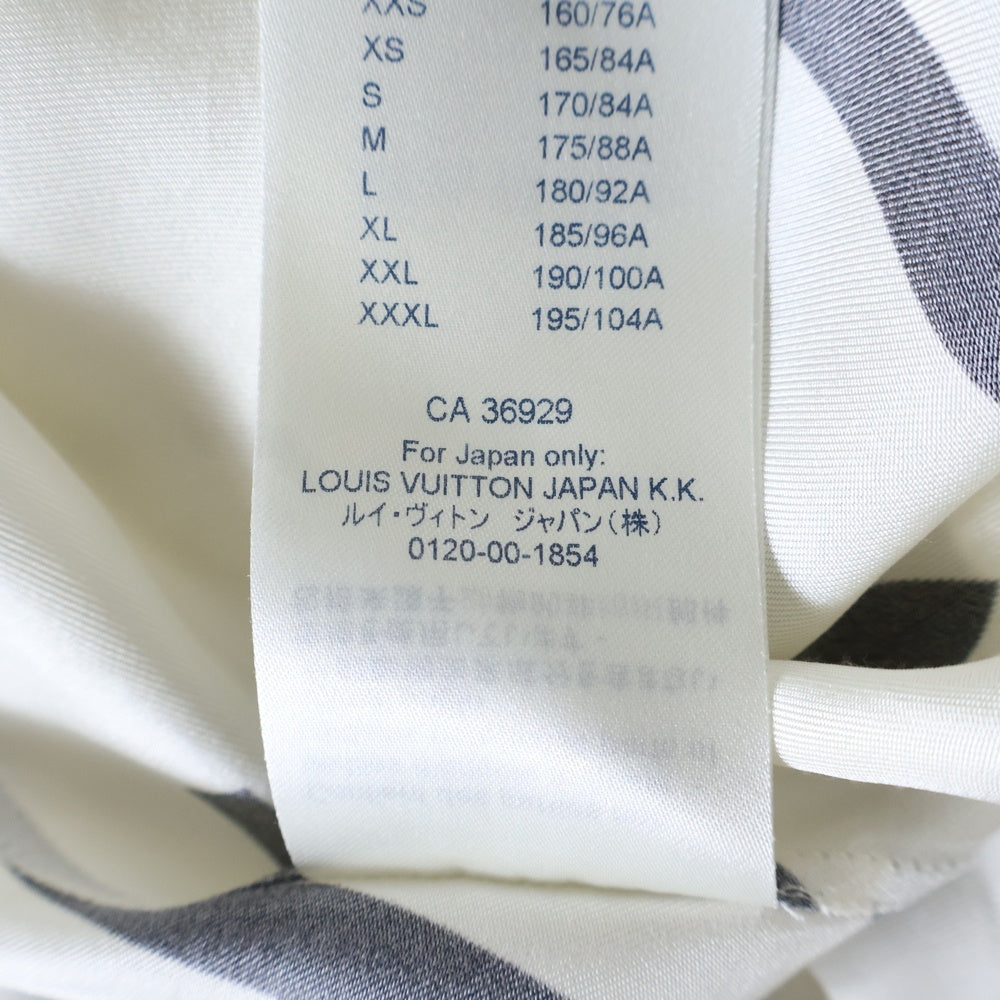 XXS 160/76A
XS 165/84A
S 170/84A
M 175/88A
L 180/92A
XL 185/96A
XXL 190/100A
XXXL 195/104A
CA 36929
For Japan only:
LOUIS VUITTON JAPAN K.K.
ルイ・ヴィトン ジャパン(株)
0120-00-1854